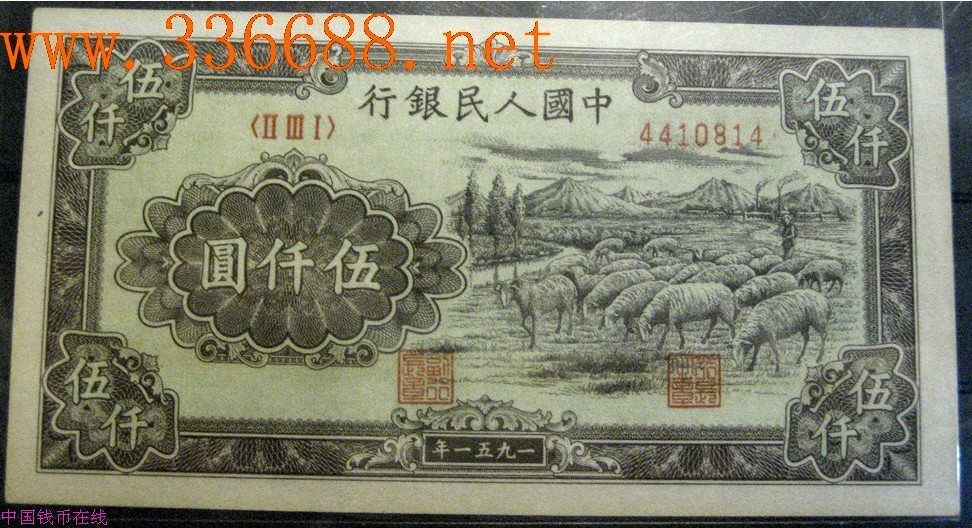 www.336688.net
中國人民銀行
伍仟
伍仟
〈II III I〉
4410814
伍仟圓
伍仟
伍仟
一九五一年
中国钱币在线